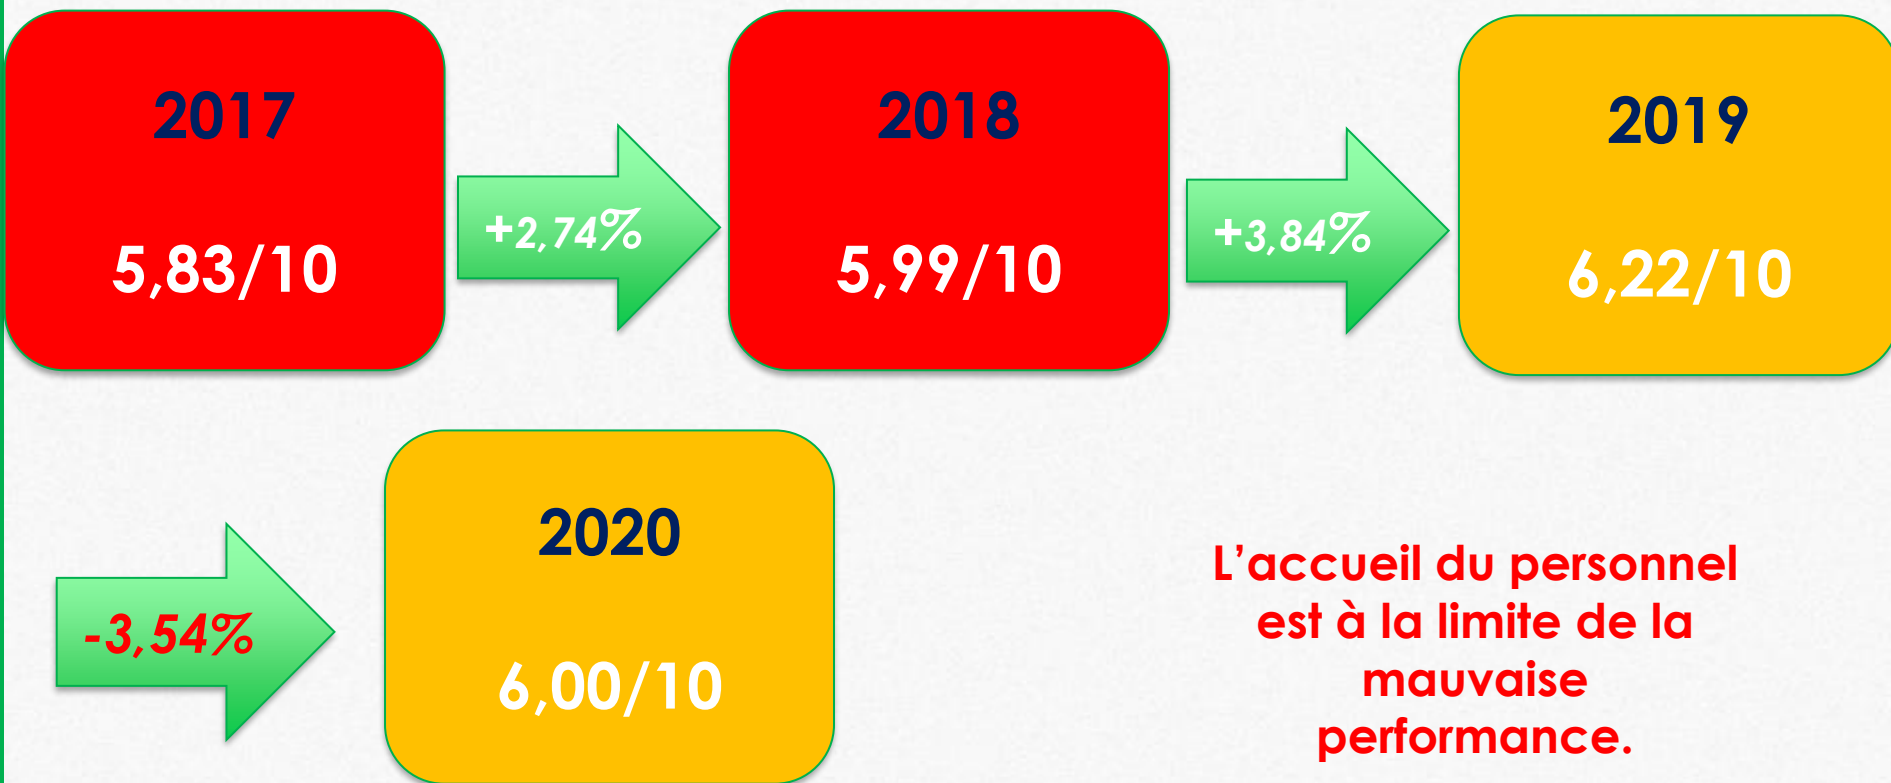 2017
5,83/10
+2,74%
2018
5,99/10
+3,84%
2019
6,22/10
-3,54%
2020
6,00/10
L’accueil du personnel
est à la limite de la
mauvaise
performance.